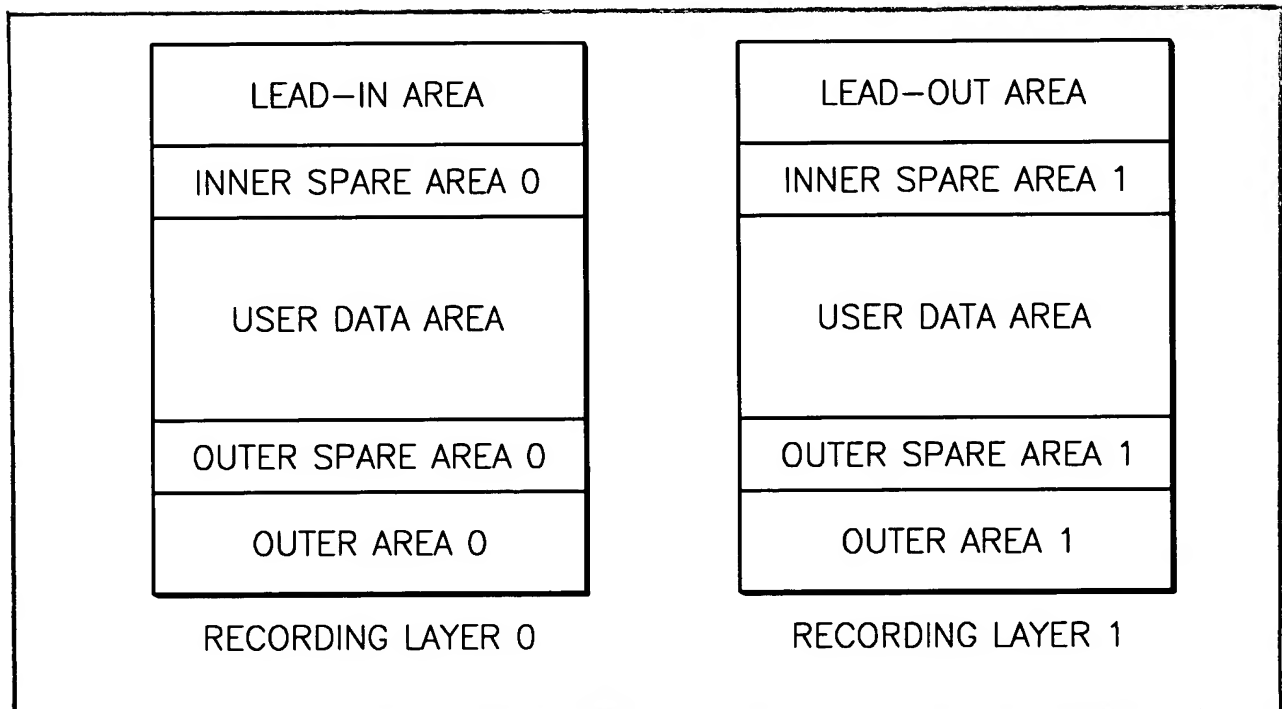 LEAD-IN AREA
INNER SPARE AREA 0
USER DATA AREA
OUTER SPARE AREA 0
OUTER AREA 0
RECORDING LAYER 0
LEAD-OUT AREA
INNER SPARE AREA 1
USER DATA AREA
OUTER SPARE AREA 1
OUTER AREA 1
RECORDING LAYER 1